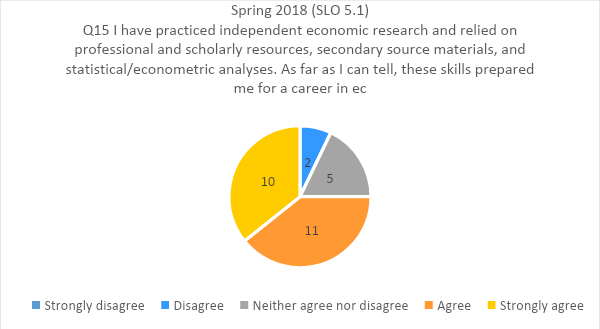 Spring 2018 (SLO 5.1)
Q15 I have practiced independent economic research and relied on
professional and scholarly resources, secondary source materials, and
statistical/econometric analyses. As far as I can tell, these skills prepared
me for a career in ec
2
5
10
11
Strongly disagree Disagree Neither agree nor disagree Agree Strongly agree